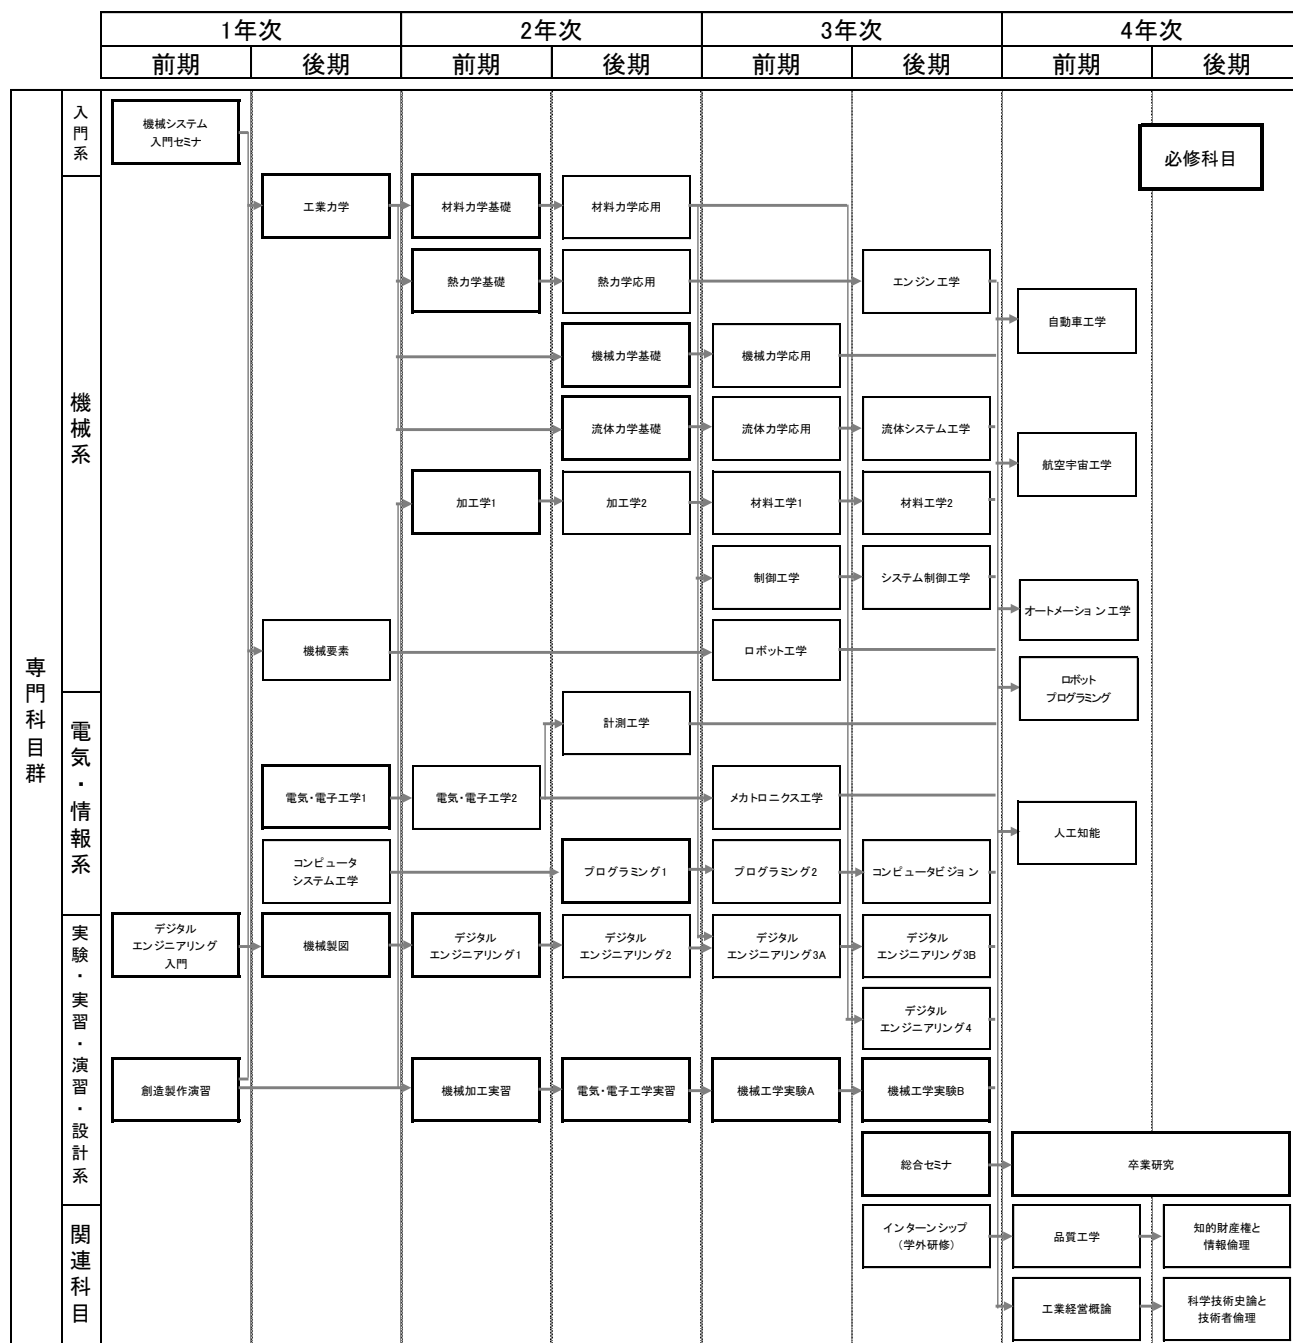 1年次
2年次
3年次
4年次
前期
後期
前期
後期
前期
後期
前期
後期
専門科目群
入門系
機械システム
入門セミナ
必修科目
機械系
工業力学
材料力学基礎
材料力学応用
熱力学基礎
熱力学応用
エンジン工学
自動車工学
機械力学基礎
機械力学応用
流体力学基礎
流体力学応用
流体システム工学
航空宇宙工学
加工学1
加工学2
材料工学1
材料工学2
制御工学
システム制御工学
オートメーション工学
機械要素
ロボット工学
ロボット
プログラミング
電気・情報系
計測工学
電気・電子工学1
電気・電子工学2
メカトロニクス工学
人工知能
コンピュータ
システム工学
プログラミング1
プログラミング2
コンピュータビジョン
実験・実習・演習・設計系
デジタル
エンジニアリング
入門
機械製図
デジタル
エンジニアリング1
デジタル
エンジニアリング2
デジタル
エンジニアリング3A
デジタル
エンジニアリング3B
デジタル
エンジニアリング4
創造製作演習
機械加工実習
電気・電子工学実習
機械工学実験A
機械工学実験B
総合セミナ
卒業研究
関連科目
インターンシップ
（学外研修）
品質工学
知的財産権と
情報倫理
工業経営概論
科学技術史論と
技術者倫理